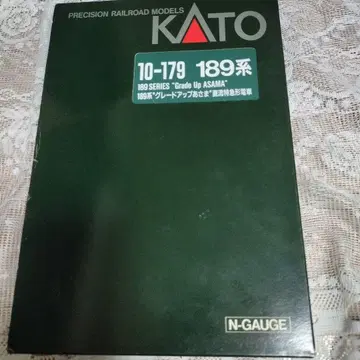 PRECISION RAILROAD MODELS
KATO
10-179 189系
189 SERIES "Grade Up ASAMA"
189系"グレードアップあさま"直流特急形電車
N-GAUGE